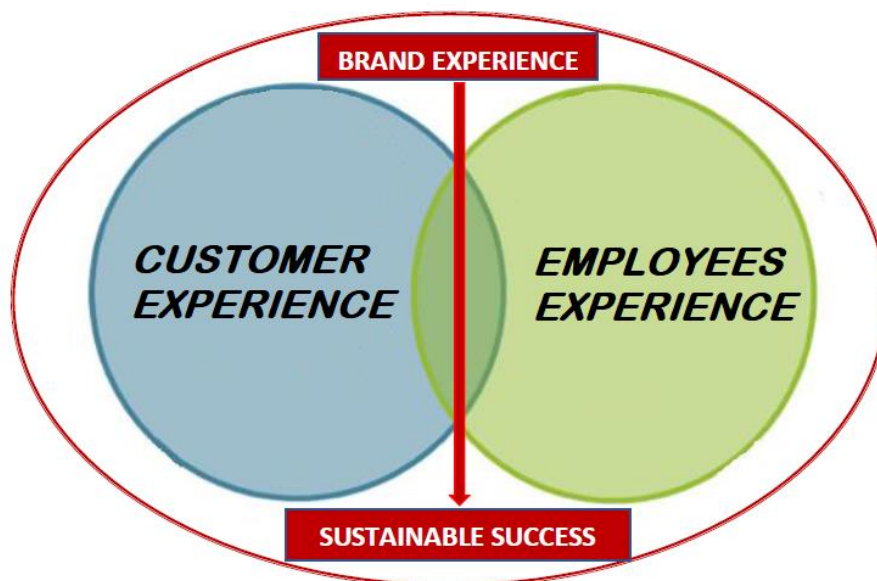 BRAND EXPERIENCE
CUSTOMER
EXPERIENCE
EMPLOYEES
EXPERIENCE
SUSTAINABLE SUCCESS